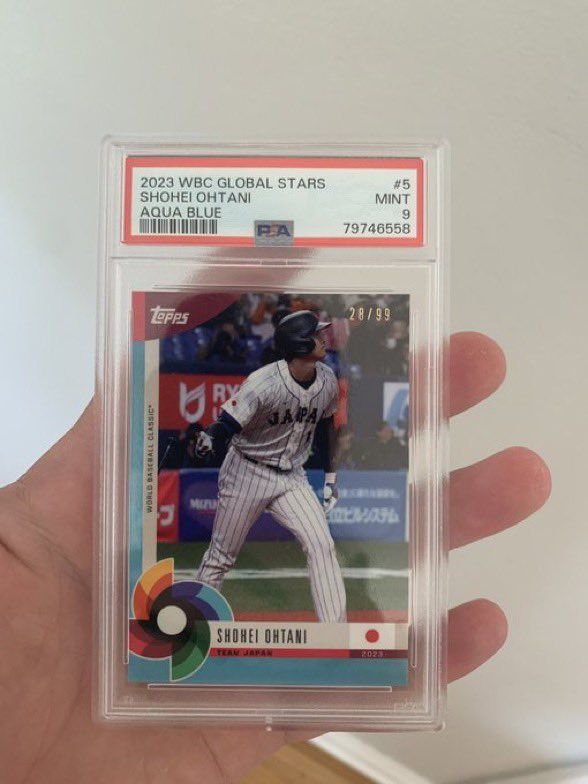 2023 WBC GLOBAL STARS #5
SHOHEI OHTANI MINT
AQUA BLUE 9
PSA 79746558
Topps
28/99
WORLD BASEBALL CLASSIC
JAPAN
MIZUNO
SHOHEI OHTANI
TEAM JAPAN
2023